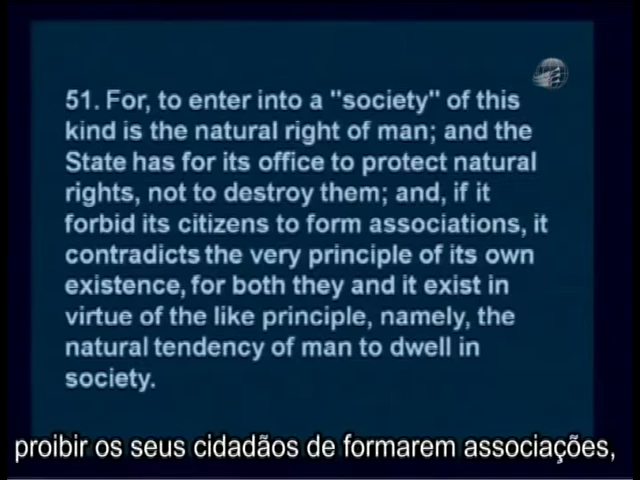 51. For, to enter into a "society" of this
kind is the natural right of man; and the
State has for its office to protect natural
rights, not to destroy them; and, if it
forbid its citizens to form associations, it
contradicts the very principle of its own
existence, for both they and it exist in
virtue of the like principle, namely, the
natural tendency of man to dwell in
society.
proibir os seus cidadãos de formarem associações,